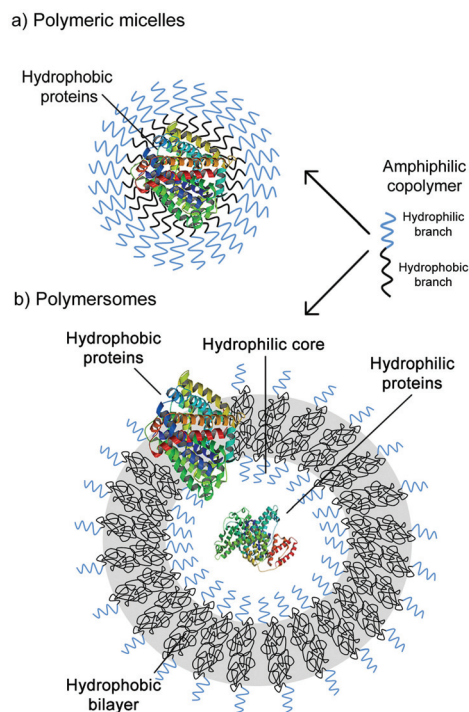 a) Polymeric micelles
Hydrophobic
proteins
Amphiphilic
copolymer
Hydrophilic
branch
Hydrophobic
branch
b) Polymersomes
Hydrophobic
proteins
Hydrophilic core
Hydrophilic
proteins
Hydrophobic
bilayer